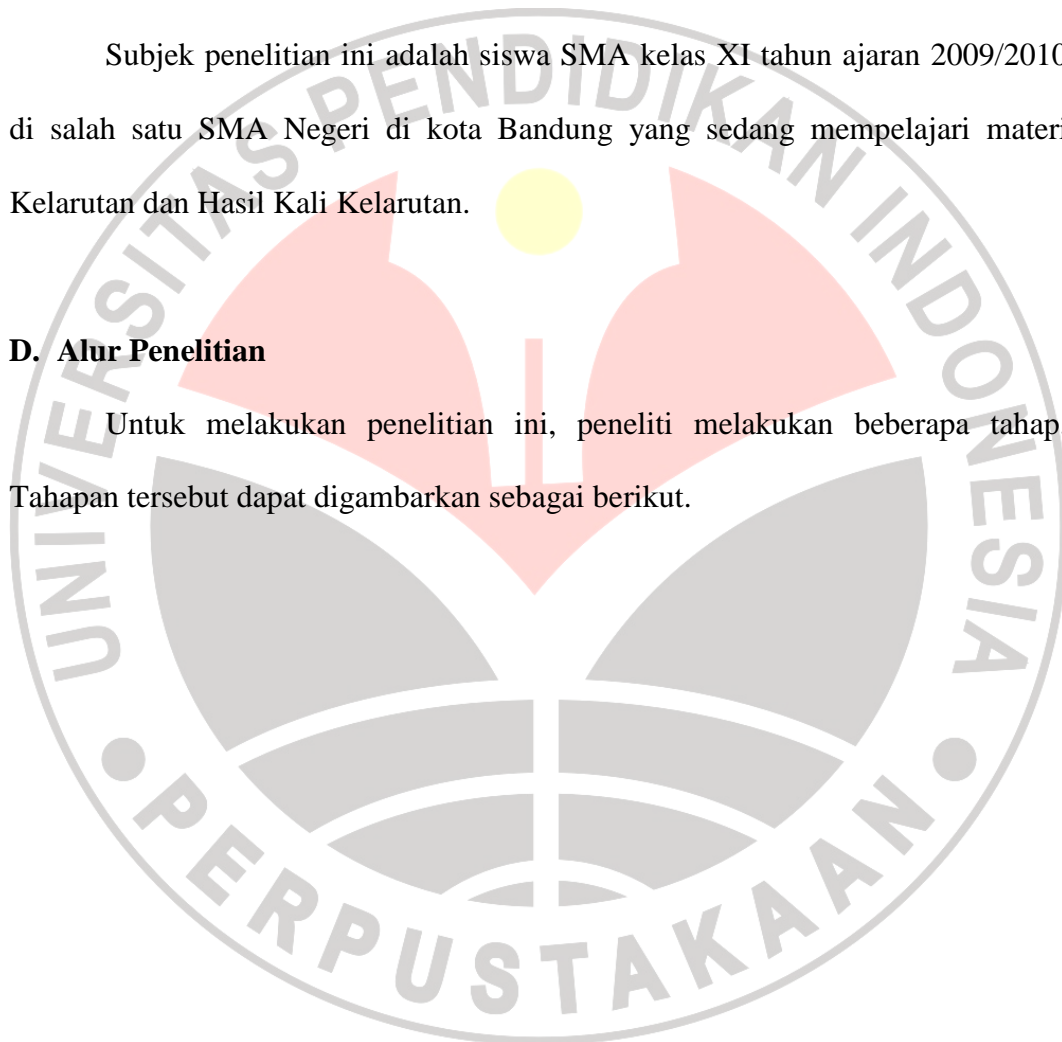 Subjek penelitian ini adalah siswa SMA kelas XI tahun ajaran 2009/2010
di salah satu SMA Negeri di kota Bandung yang sedang mempelajari materi
Kelarutan dan Hasil Kali Kelarutan.
D. Alur Penelitian
Untuk melakukan penelitian ini, peneliti melakukan beberapa tahap
Tahapan tersebut dapat digambarkan sebagai berikut.
UNIVERSITAS PENDIDIKAN INDONESIA
PERPUSTAKAAN